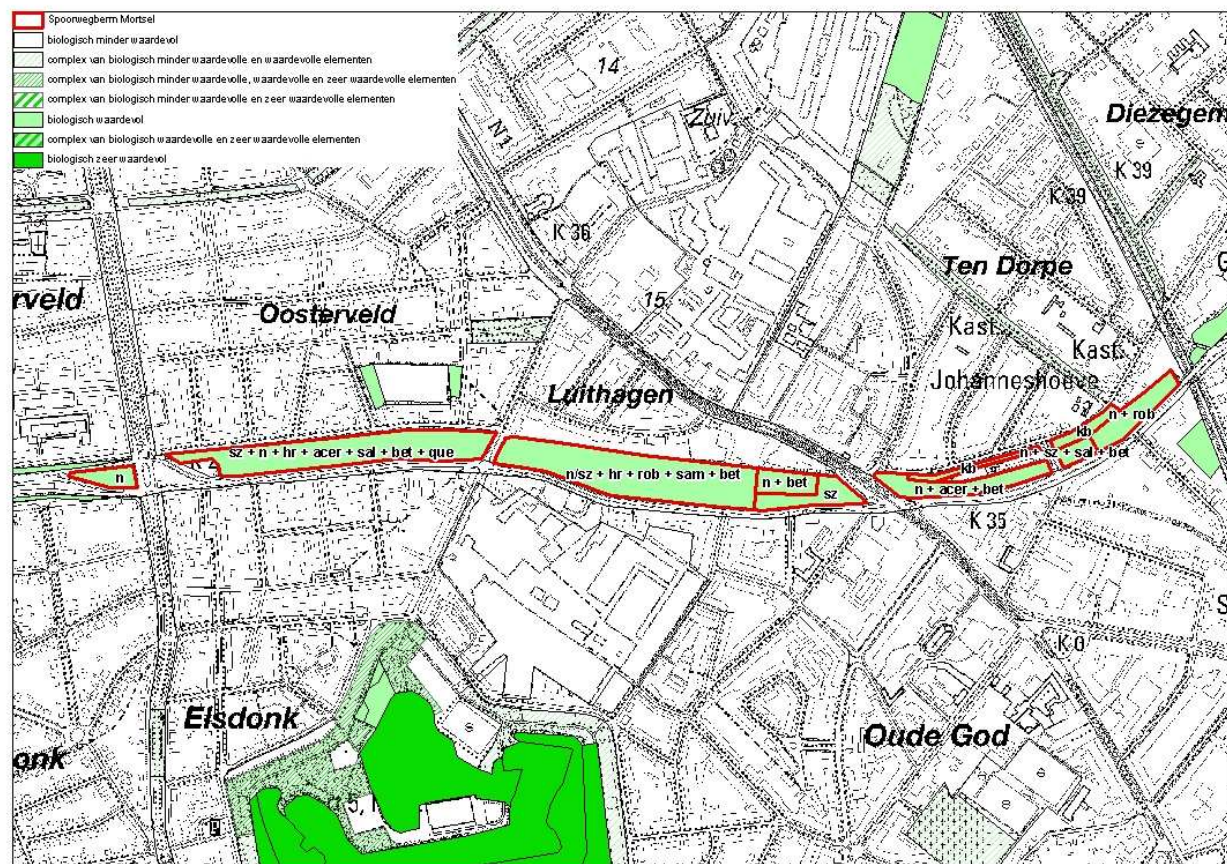 Spoorwegberm Mortsel
biologisch minder waardevol
complex van biologisch minder waardevolle en waardevolle elementen
complex van biologisch minder waardevolle, waardevolle en zeer waardevolle elementen
complex van biologisch minder waardevolle en zeer waardevolle elementen
biologisch waardevol
complex van biologisch waardevolle en zeer waardevolle elementen
biologisch zeer waardevol
14
N1
Zuiv.
Diezegem
K 39
K 39
K 36
Ten Dorpe
15
rveld
Oosterveld
Kast.
Kast.
Johanneshoeve
Luithagen
n + rob
kb
sz + n + hr + acer + sal + bet + que
n + sz + sal + bet
kb
n
n/sz + hr + rob + sam + bet
n + bet
sz
n + acer + bet
K 35
K 0
Elsdonk
Oude God
onk